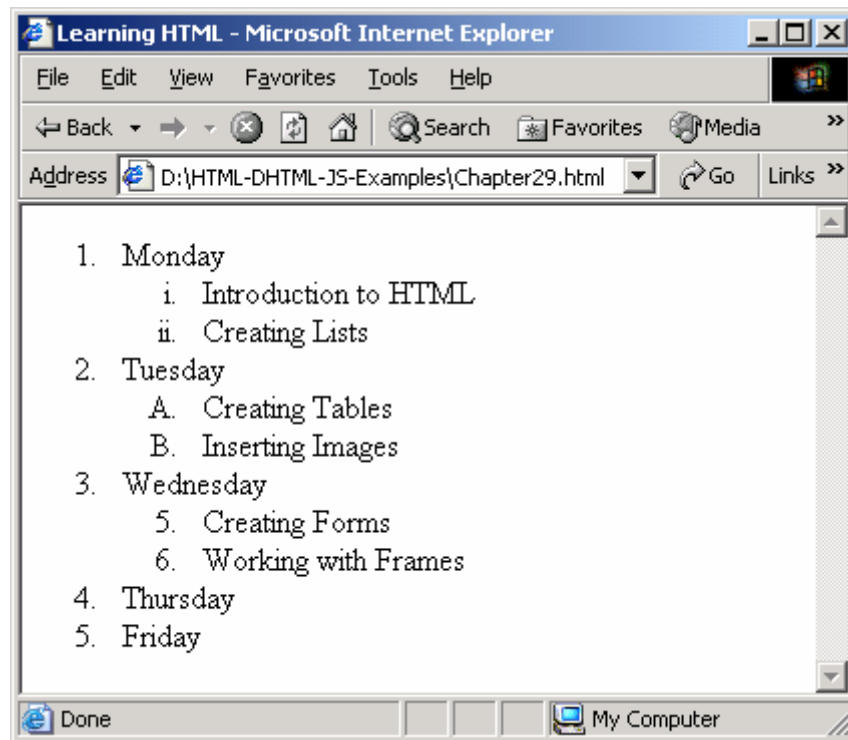 Learning HTML - Microsoft Internet Explorer
File Edit View Favorites Tools Help
Back Search Favorites Media »
Address D:\HTML-DHTML-JS-Examples\Chapter29.html Go Links »
1. Monday
i. Introduction to HTML
ii. Creating Lists
2. Tuesday
A. Creating Tables
B. Inserting Images
3. Wednesday
5. Creating Forms
6. Working with Frames
4. Thursday
5. Friday
Done My Computer